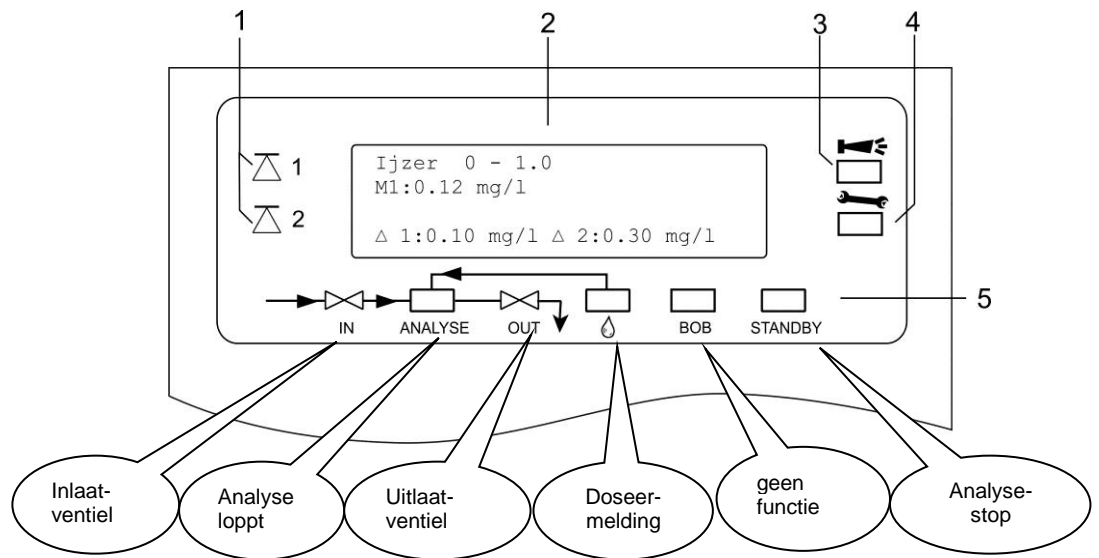 1
2
3
4
1
2
Ijzer 0 - 1.0
M1:0.12 mg/l
△ 1:0.10 mg/l △ 2:0.30 mg/l
5
IN
ANALYSE
OUT
BOB
STANDBY
Inlaat-
ventiel
Analyse
loppt
Uitlaat-
ventiel
Doseer-
melding
geen
functie
Analyse-
stop